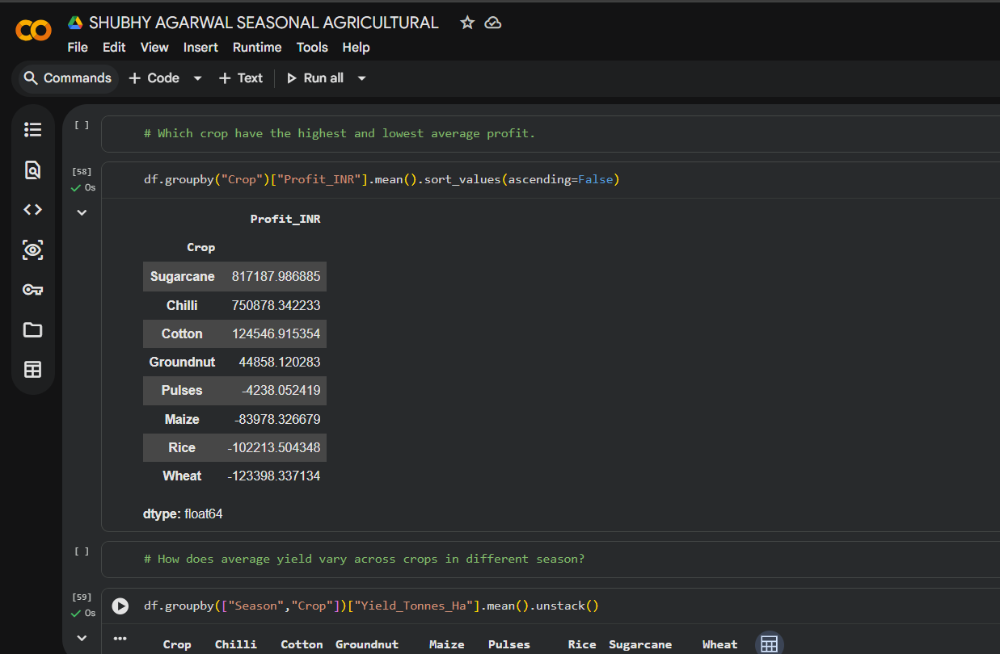 SHUBHY AGARWAL SEASONAL AGRICULTURAL
File Edit View Insert Runtime Tools Help
Commands + Code + Text Run all
[ ]
# Which crop have the highest and lowest average profit.
[58]
0s
df.groupby("Crop")["Profit_INR"].mean().sort_values(ascending=False)
Profit_INR
Crop
Sugarcane 817187.986885
Chilli 750878.342233
Cotton 124546.915354
Groundnut 44858.120283
Pulses -4238.052419
Maize -83978.326679
Rice -102213.504348
Wheat -123398.337134
dtype: float64
[ ]
# How does average yield vary across crops in different season?
[59]
0s
df.groupby(["Season","Crop"])["Yield_Tonnes_Ha"].mean().unstack()
Crop Chilli Cotton Groundnut Maize Pulses Rice Sugarcane Wheat